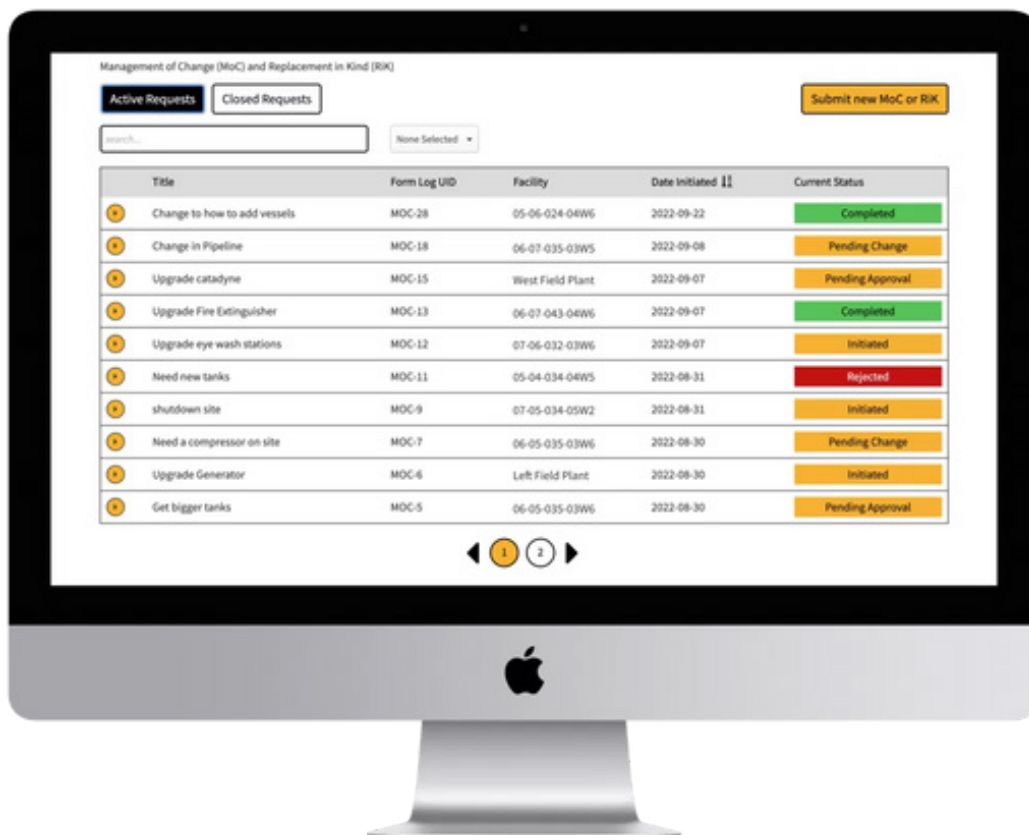 Management of Change (MoC) and Replacement in Kind (RiK)
Active Requests Closed Requests Submit new MoC or RiK
search... None Selected
Title Form Log UID Facility Date Initiated Current Status
Change to how to add vessels MOC-28 05-06-024-04W6 2022-09-22 Completed
Change in Pipeline MOC-18 06-07-035-03W5 2022-09-08 Pending Change
Upgrade catadyne MOC-15 West Field Plant 2022-09-07 Pending Approval
Upgrade Fire Extinguisher MOC-13 06-07-043-04W6 2022-09-07 Completed
Upgrade eye wash stations MOC-12 07-06-032-03W6 2022-09-07 Initiated
Need new tanks MOC-11 05-04-034-04W5 2022-08-31 Rejected
shutdown site MOC-9 07-05-034-05W2 2022-08-31 Initiated
Need a compressor on site MOC-7 06-05-035-03W6 2022-08-30 Pending Change
Upgrade Generator MOC-6 Left Field Plant 2022-08-30 Initiated
Get bigger tanks MOC-5 06-05-035-03W6 2022-08-30 Pending Approval
1 2